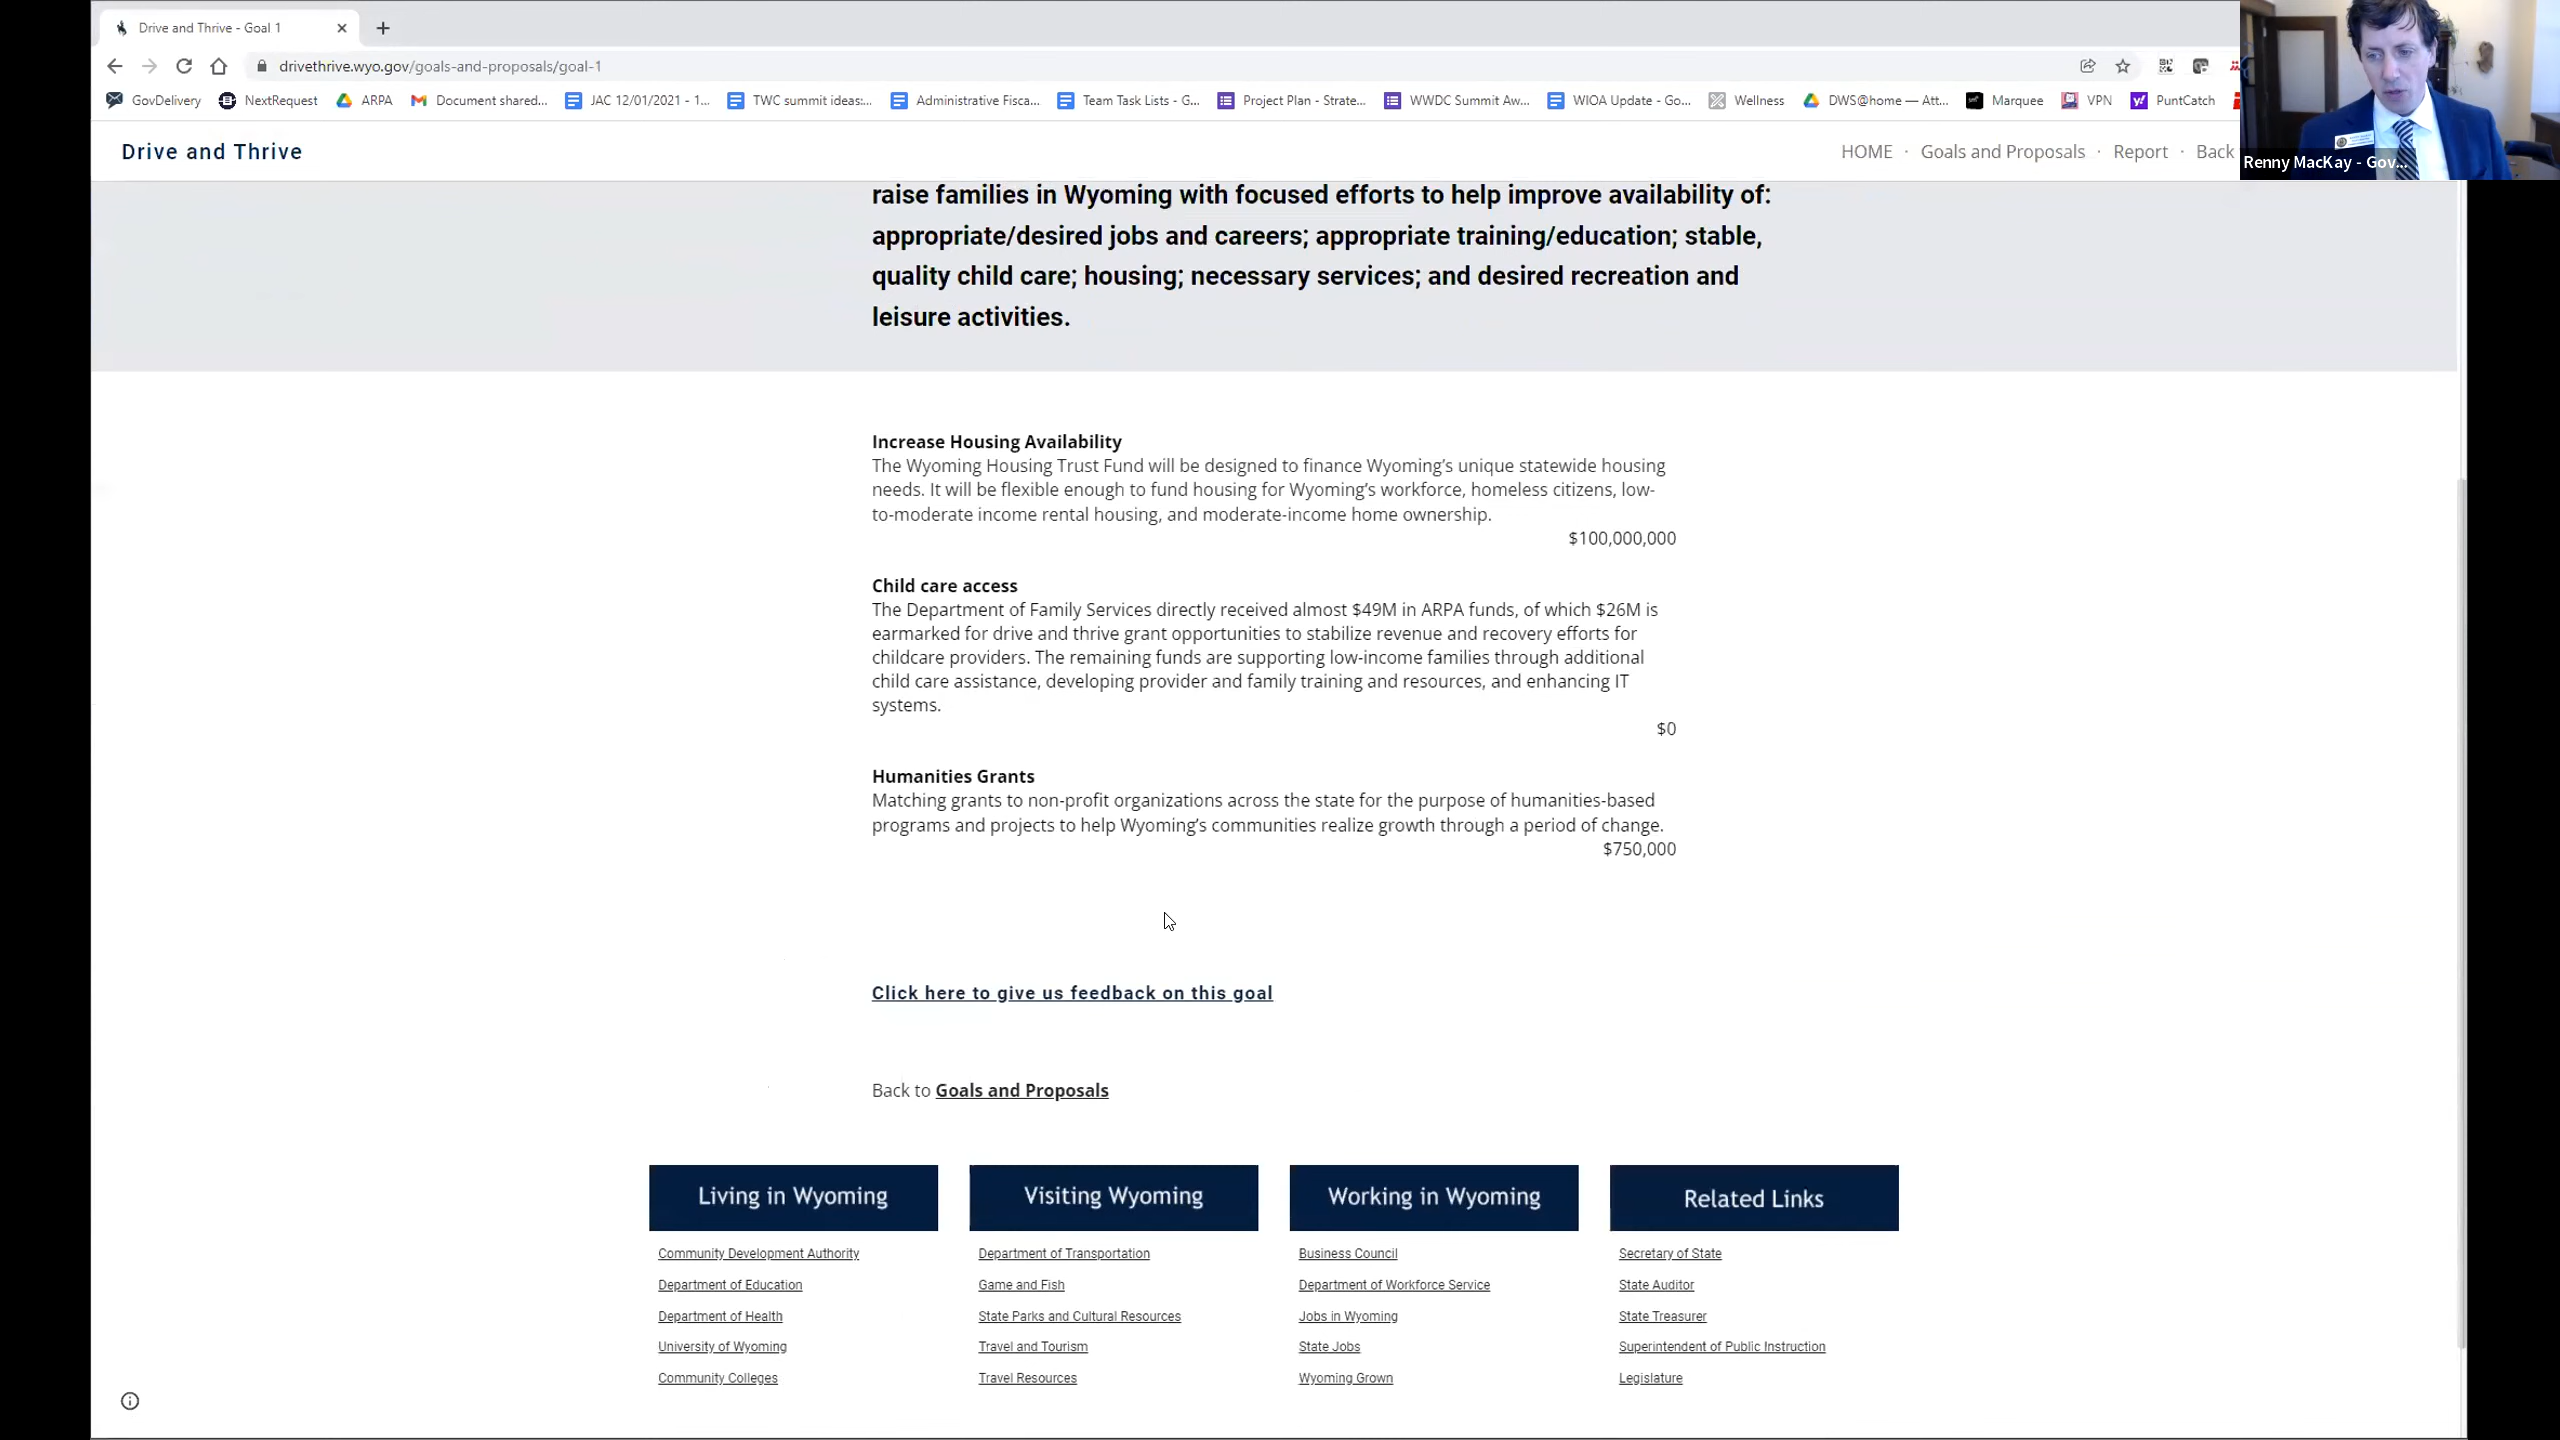 Drive and Thrive - Goal 1
drivethrive.wyo.gov/goals-and-proposals/goal-1
GovDelivery NextRequest ARPA Document shared... JAC 12/01/2021 - 1... TWC summit ideas:... Administrative Fisca... Team Task Lists - G... Project Plan - Strate... WWDC Summit Aw... WIOA Update - Go... Wellness DWS@home — Att... Marquee VPN PuntCatch
Drive and Thrive
HOME · Goals and Proposals · Report · Back
Renny MacKay - Gov...
raise families in Wyoming with focused efforts to help improve availability of:
appropriate/desired jobs and careers; appropriate training/education; stable,
quality child care; housing; necessary services; and desired recreation and
leisure activities.
Increase Housing Availability
The Wyoming Housing Trust Fund will be designed to finance Wyoming’s unique statewide housing
needs. It will be flexible enough to fund housing for Wyoming’s workforce, homeless citizens, low-
to-moderate income rental housing, and moderate-income home ownership.
$100,000,000
Child care access
The Department of Family Services directly received almost $49M in ARPA funds, of which $26M is
earmarked for drive and thrive grant opportunities to stabilize revenue and recovery efforts for
childcare providers. The remaining funds are supporting low-income families through additional
child care assistance, developing provider and family training and resources, and enhancing IT
systems.
$0
Humanities Grants
Matching grants to non-profit organizations across the state for the purpose of humanities-based
programs and projects to help Wyoming’s communities realize growth through a period of change.
$750,000
Click here to give us feedback on this goal
Back to Goals and Proposals
Living in Wyoming
Community Development Authority
Department of Education
Department of Health
University of Wyoming
Community Colleges
Visiting Wyoming
Department of Transportation
Game and Fish
State Parks and Cultural Resources
Travel and Tourism
Travel Resources
Working in Wyoming
Business Council
Department of Workforce Service
Jobs in Wyoming
State Jobs
Wyoming Grown
Related Links
Secretary of State
State Auditor
State Treasurer
Superintendent of Public Instruction
Legislature